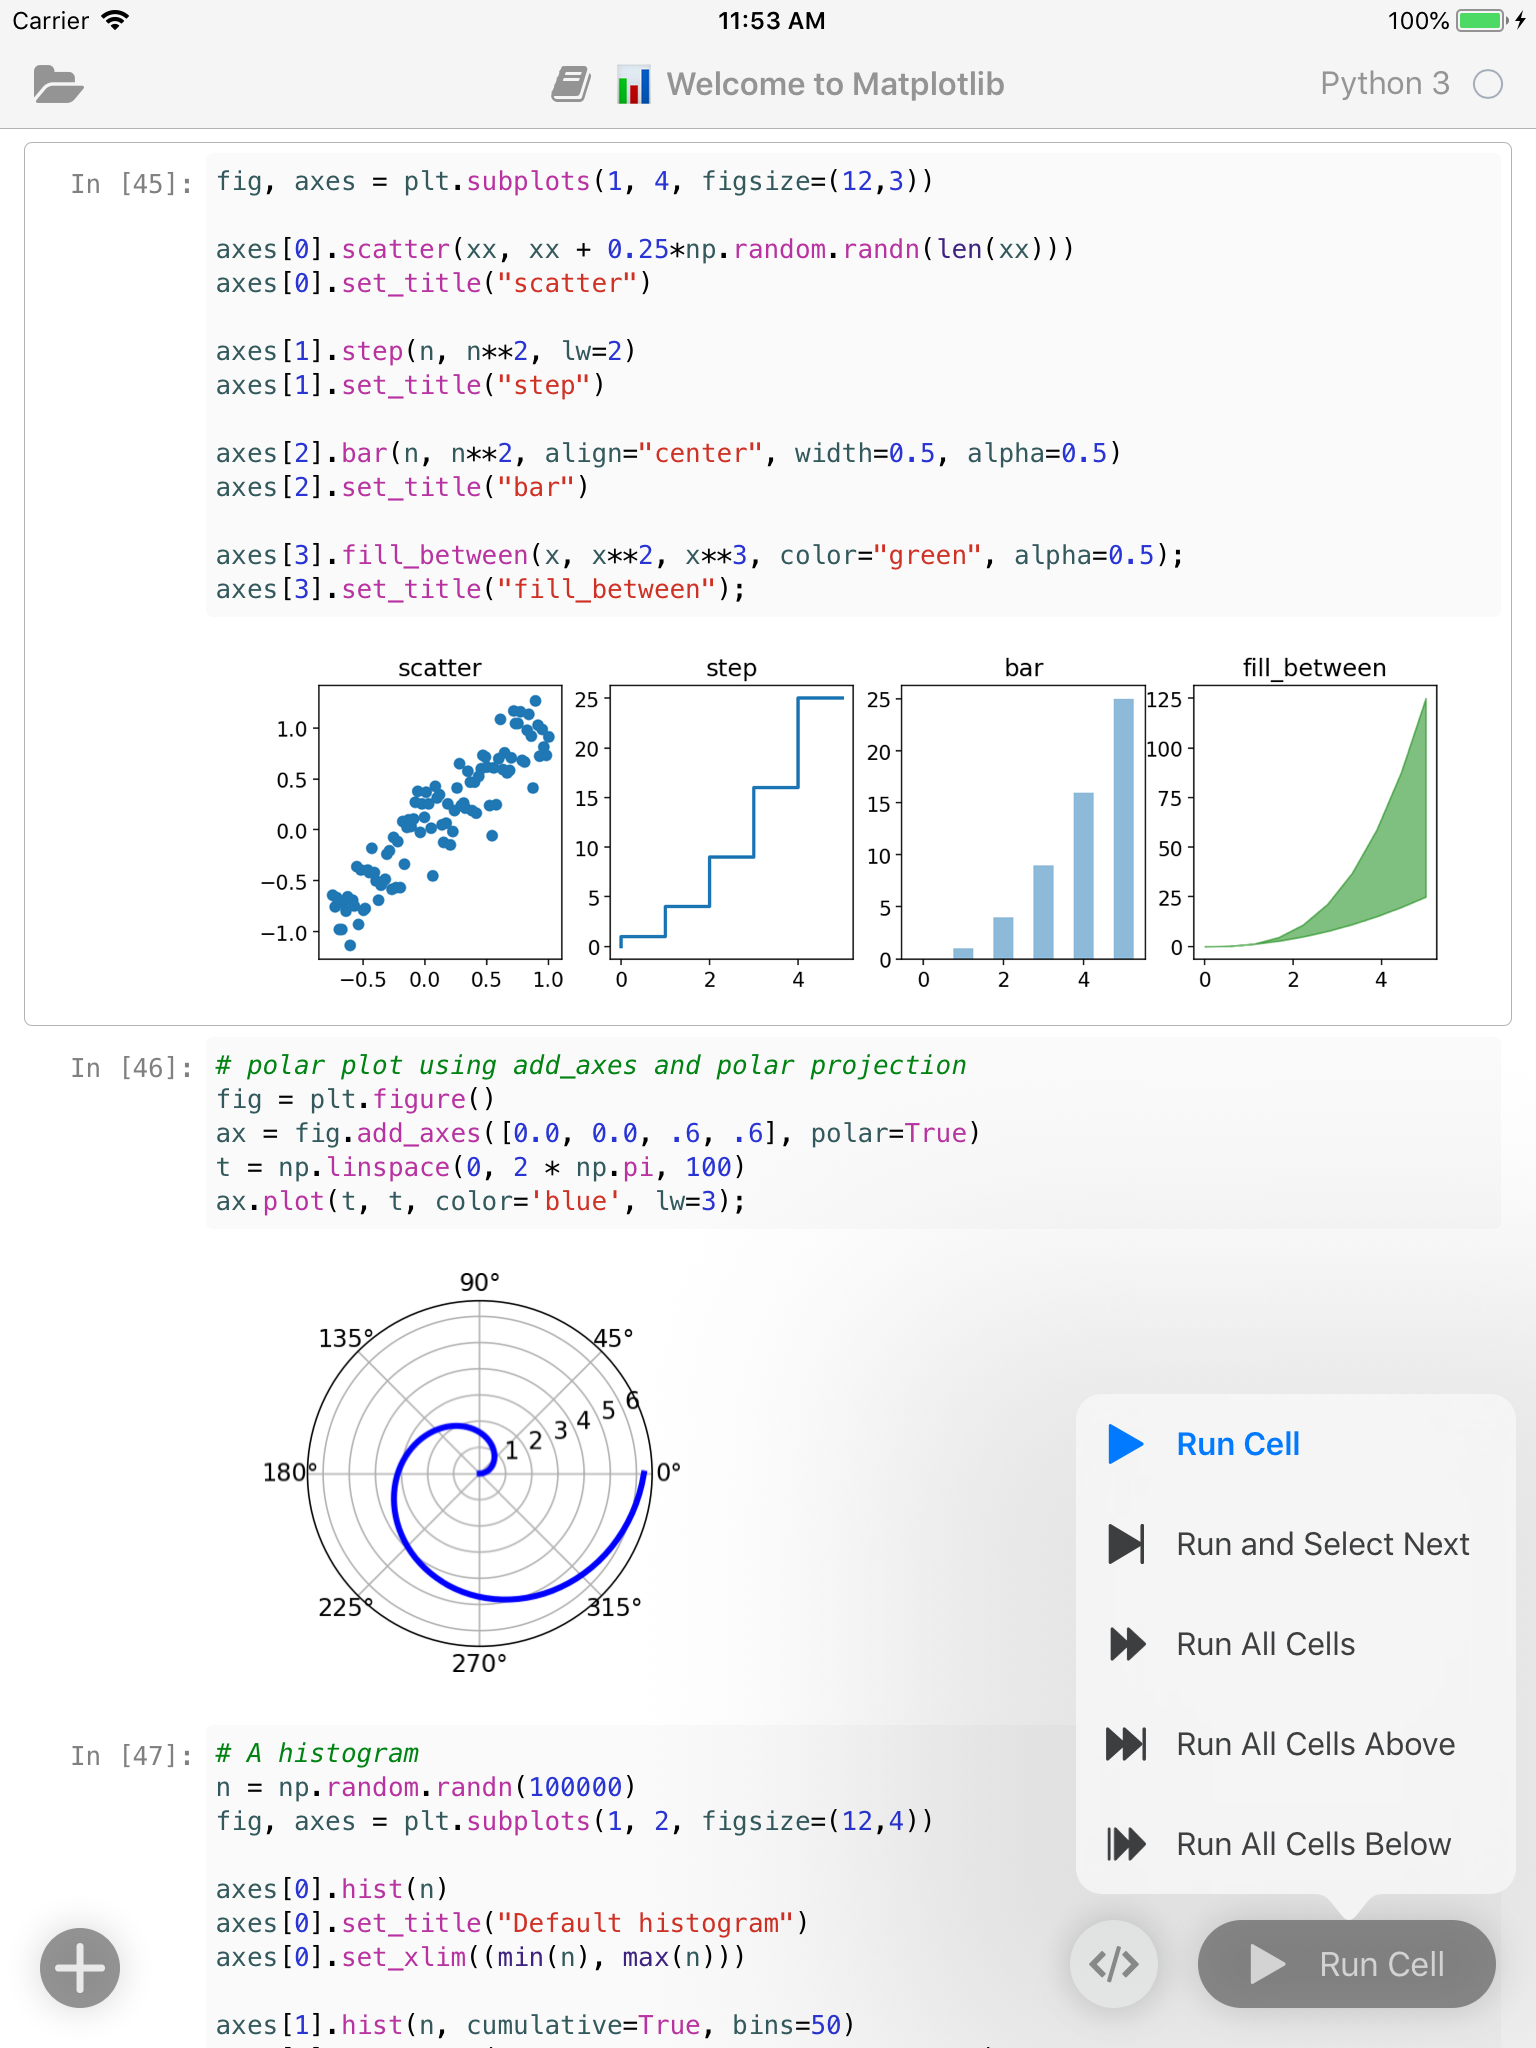 Carrier 11:53 AM 100%
Welcome to Matplotlib Python 3
In [45]: fig, axes = plt.subplots(1, 4, figsize=(12,3))
axes[0].scatter(xx, xx + 0.25*np.random.randn(len(xx)))
axes[0].set_title("scatter")
axes[1].step(n, n**2, lw=2)
axes[1].set_title("step")
axes[2].bar(n, n**2, align="center", width=0.5, alpha=0.5)
axes[2].set_title("bar")
axes[3].fill_between(x, x**2, x**3, color="green", alpha=0.5);
axes[3].set_title("fill_between");
scatter
1.0
0.5
0.0
−0.5
−1.0
−0.5 0.0 0.5 1.0
step
25
20
15
10
5
0
0 2 4
bar
25
20
15
10
5
0
0 2 4
fill_between
125
100
75
50
25
0
0 2 4
In [46]: # polar plot using add_axes and polar projection
fig = plt.figure()
ax = fig.add_axes([0.0, 0.0, .6, .6], polar=True)
t = np.linspace(0, 2 * np.pi, 100)
ax.plot(t, t, color='blue', lw=3);
90°
135° 45°
1 2 3 4 5 6
180° 0°
225° 315°
270°
In [47]: # A histogram
n = np.random.randn(100000)
fig, axes = plt.subplots(1, 2, figsize=(12,4))
axes[0].hist(n)
axes[0].set_title("Default histogram")
axes[0].set_xlim((min(n), max(n)))
axes[1].hist(n, cumulative=True, bins=50)
Run Cell
Run and Select Next
Run All Cells
Run All Cells Above
Run All Cells Below
</> Run Cell